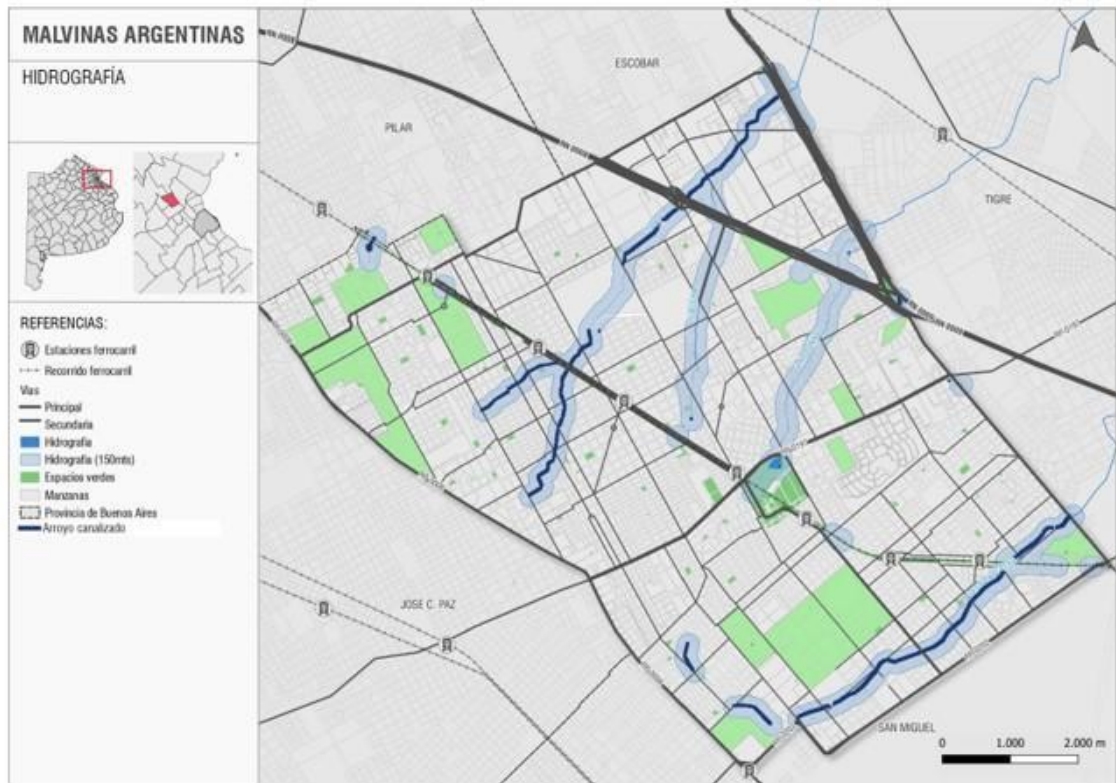 MALVINAS ARGENTINAS
HIDROGRAFÍA
REFERENCIAS:
Estaciones ferrocarril
Recorrido ferrocarril
Vias
Principal
Secundaria
Hidrografía
Hidrografía (150mts)
Espacios verdes
Manzanas
Provincia de Buenos Aires
Arroyo canalizado
ESCOBAR
PILAR
TIGRE
JOSE C. PAZ
SAN MIGUEL
0 1.000 2.000 m